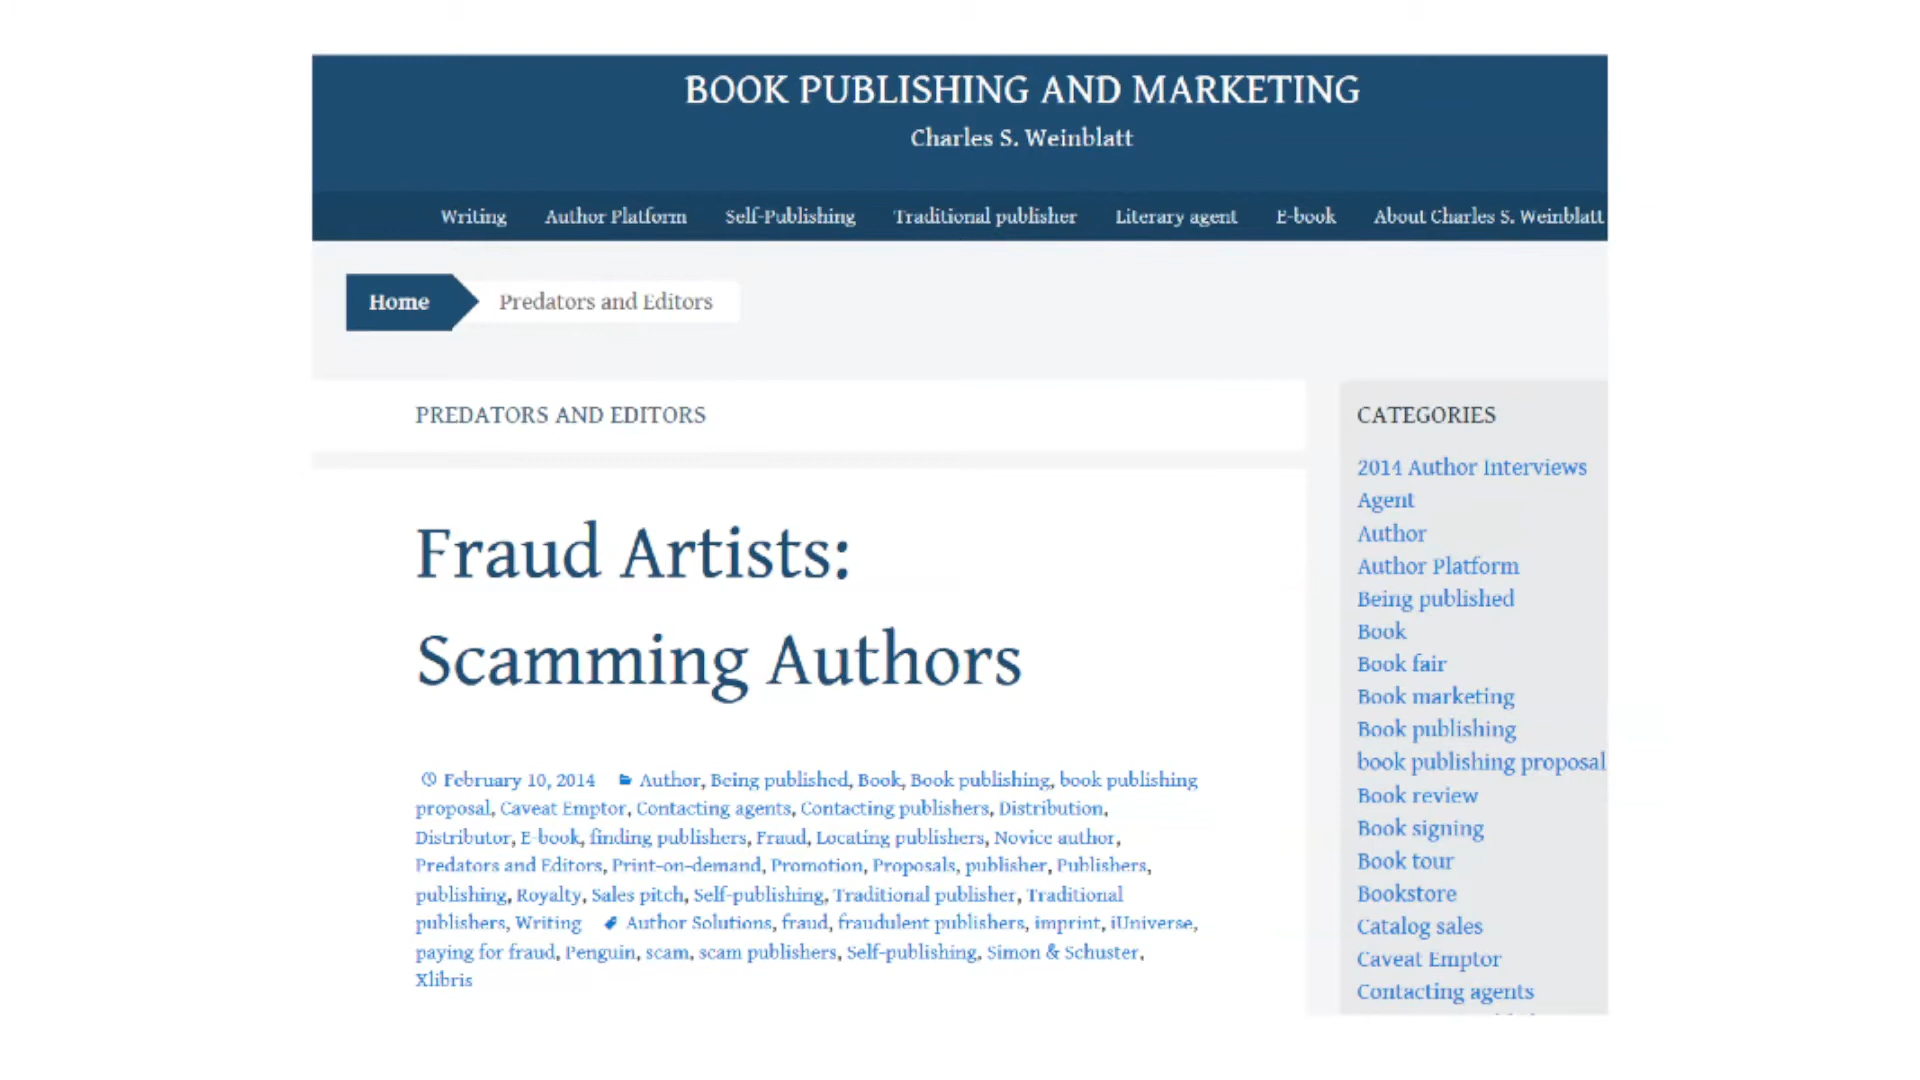 BOOK PUBLISHING AND MARKETING
Charles S. Weinblatt
Writing Author Platform Self-Publishing Traditional publisher Literary agent E-book About Charles S. Weinblatt
Home Predators and Editors
PREDATORS AND EDITORS
Fraud Artists:
Scamming Authors
February 10, 2014 Author, Being published, Book, Book publishing, book publishing
proposal, Caveat Emptor, Contacting agents, Contacting publishers, Distribution,
Distributor, E-book, finding publishers, Fraud, Locating publishers, Novice author,
Predators and Editors, Print-on-demand, Promotion, Proposals, publisher, Publishers,
publishing, Royalty, Sales pitch, Self-publishing, Traditional publisher, Traditional
publishers, Writing Author Solutions, fraud, fraudulent publishers, imprint, iUniverse,
paying for fraud, Penguin, scam, scam publishers, Self-publishing, Simon & Schuster,
Xlibris
CATEGORIES
2014 Author Interviews
Agent
Author
Author Platform
Being published
Book
Book fair
Book marketing
Book publishing
book publishing proposal
Book review
Book signing
Book tour
Bookstore
Catalog sales
Caveat Emptor
Contacting agents